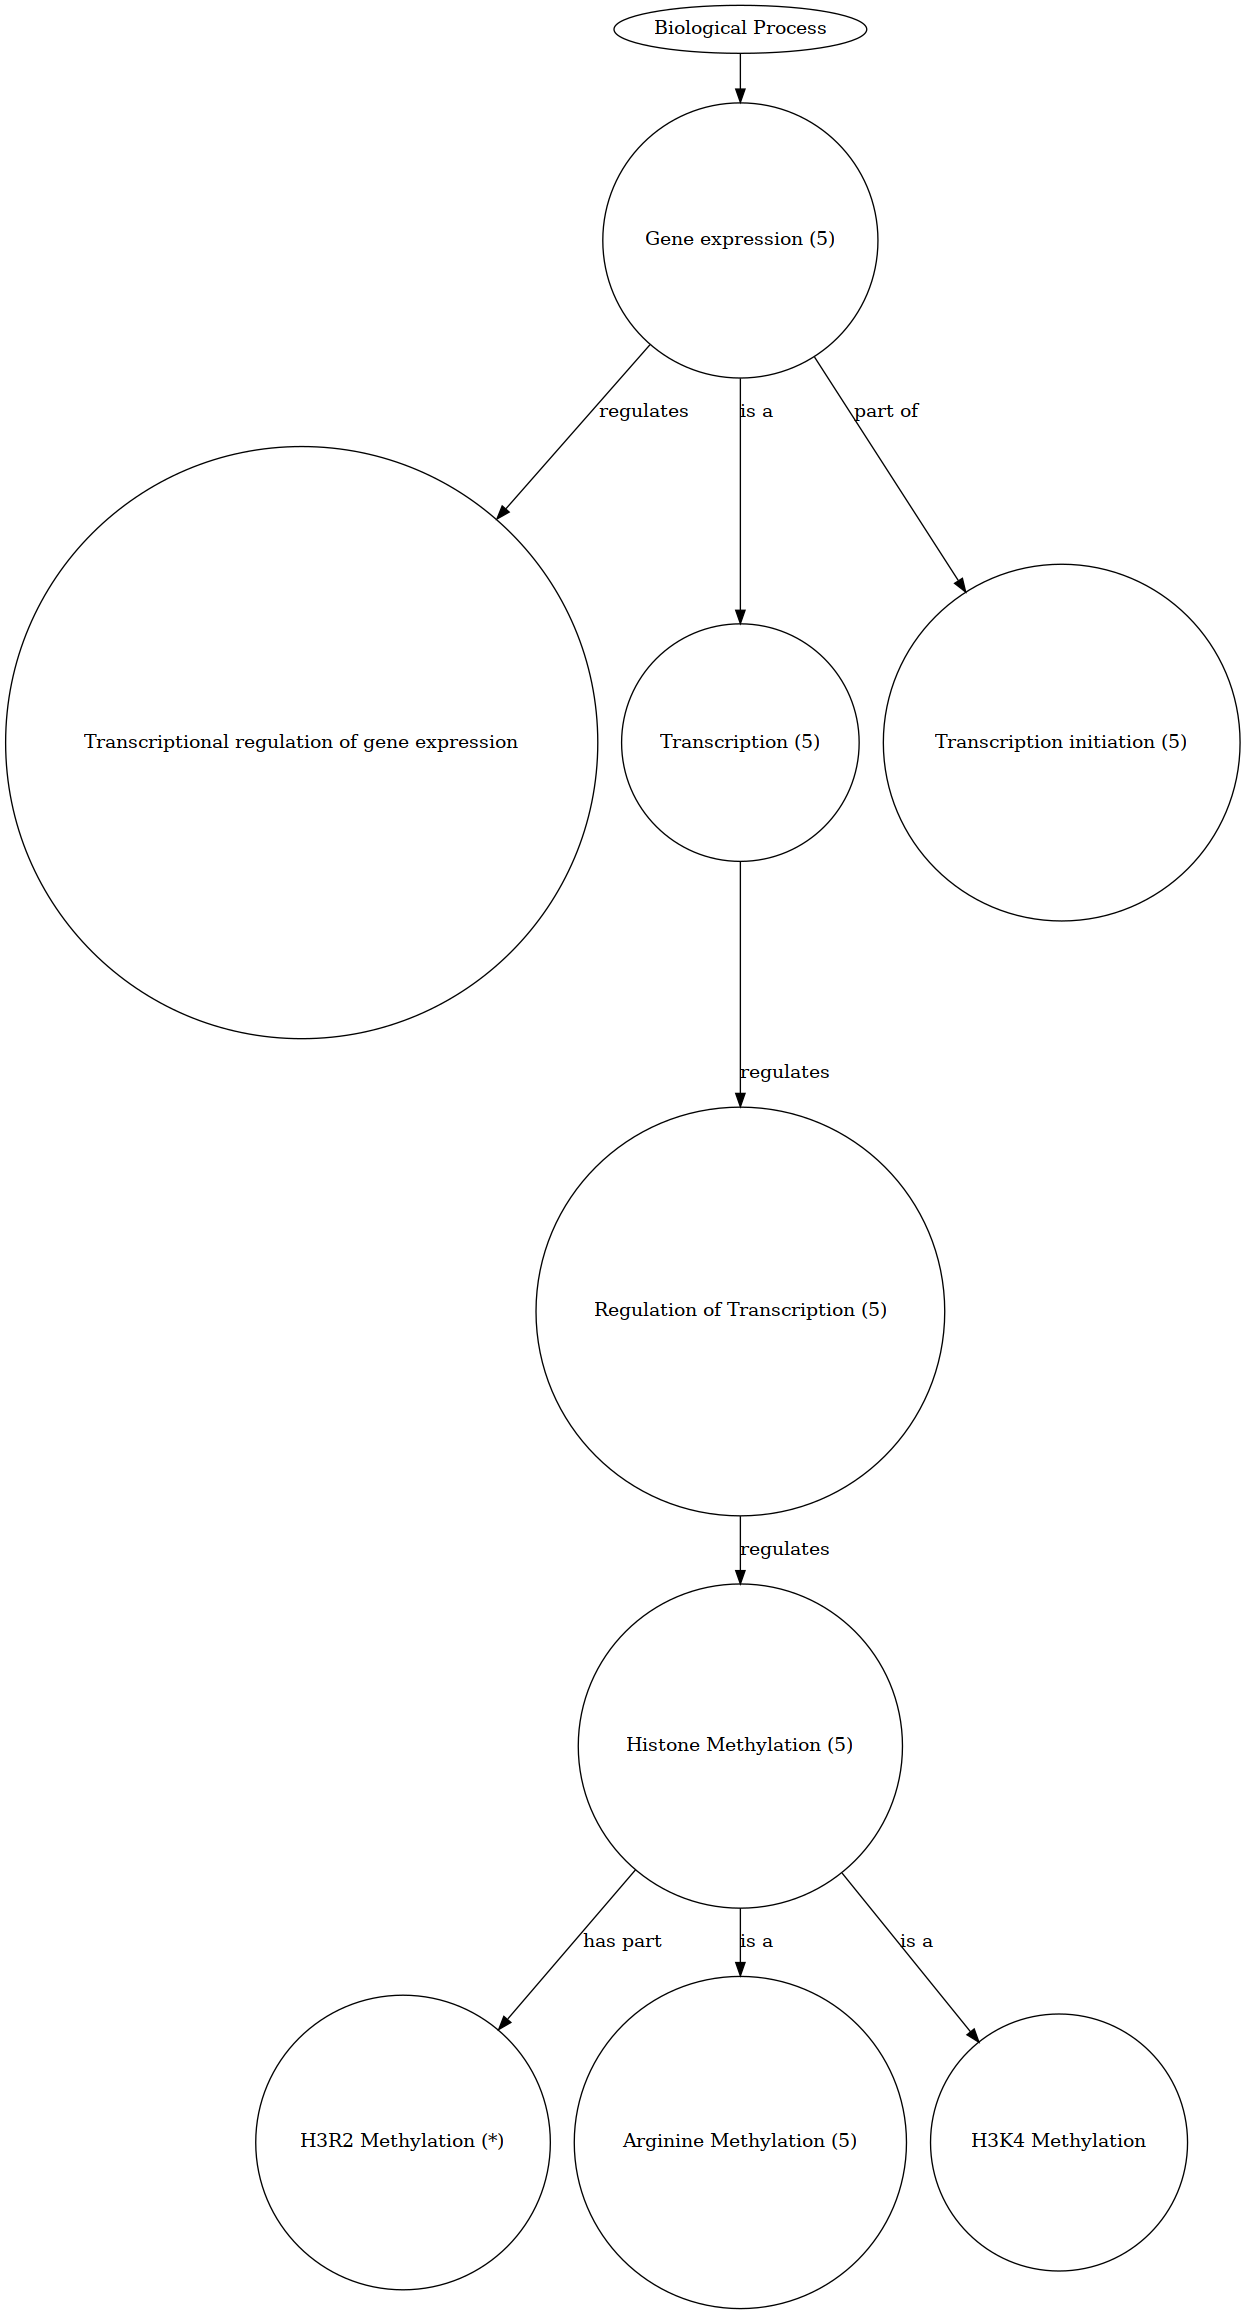 Biological Process
Gene expression (5)
regulates
is a
part of
Transcriptional regulation of gene expression
Transcription (5)
Transcription initiation (5)
regulates
Regulation of Transcription (5)
regulates
Histone Methylation (5)
has part
is a
is a
H3R2 Methylation (*)
Arginine Methylation (5)
H3K4 Methylation